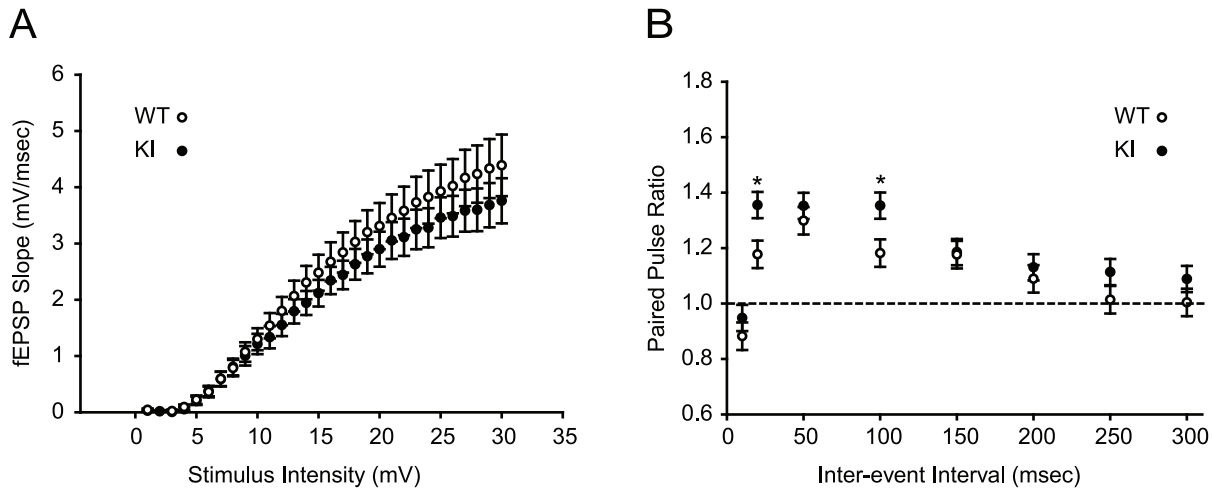 A
fEPSP Slope (mV/msec)
6
5
4
3
2
1
0
WT
KI
0 5 10 15 20 25 30 35
Stimulus Intensity (mV)
B
Paired Pulse Ratio
1.8
1.6
1.4
1.2
1.0
0.8
0.6
WT
KI
* *
0 50 100 150 200 250 300
Inter-event Interval (msec)